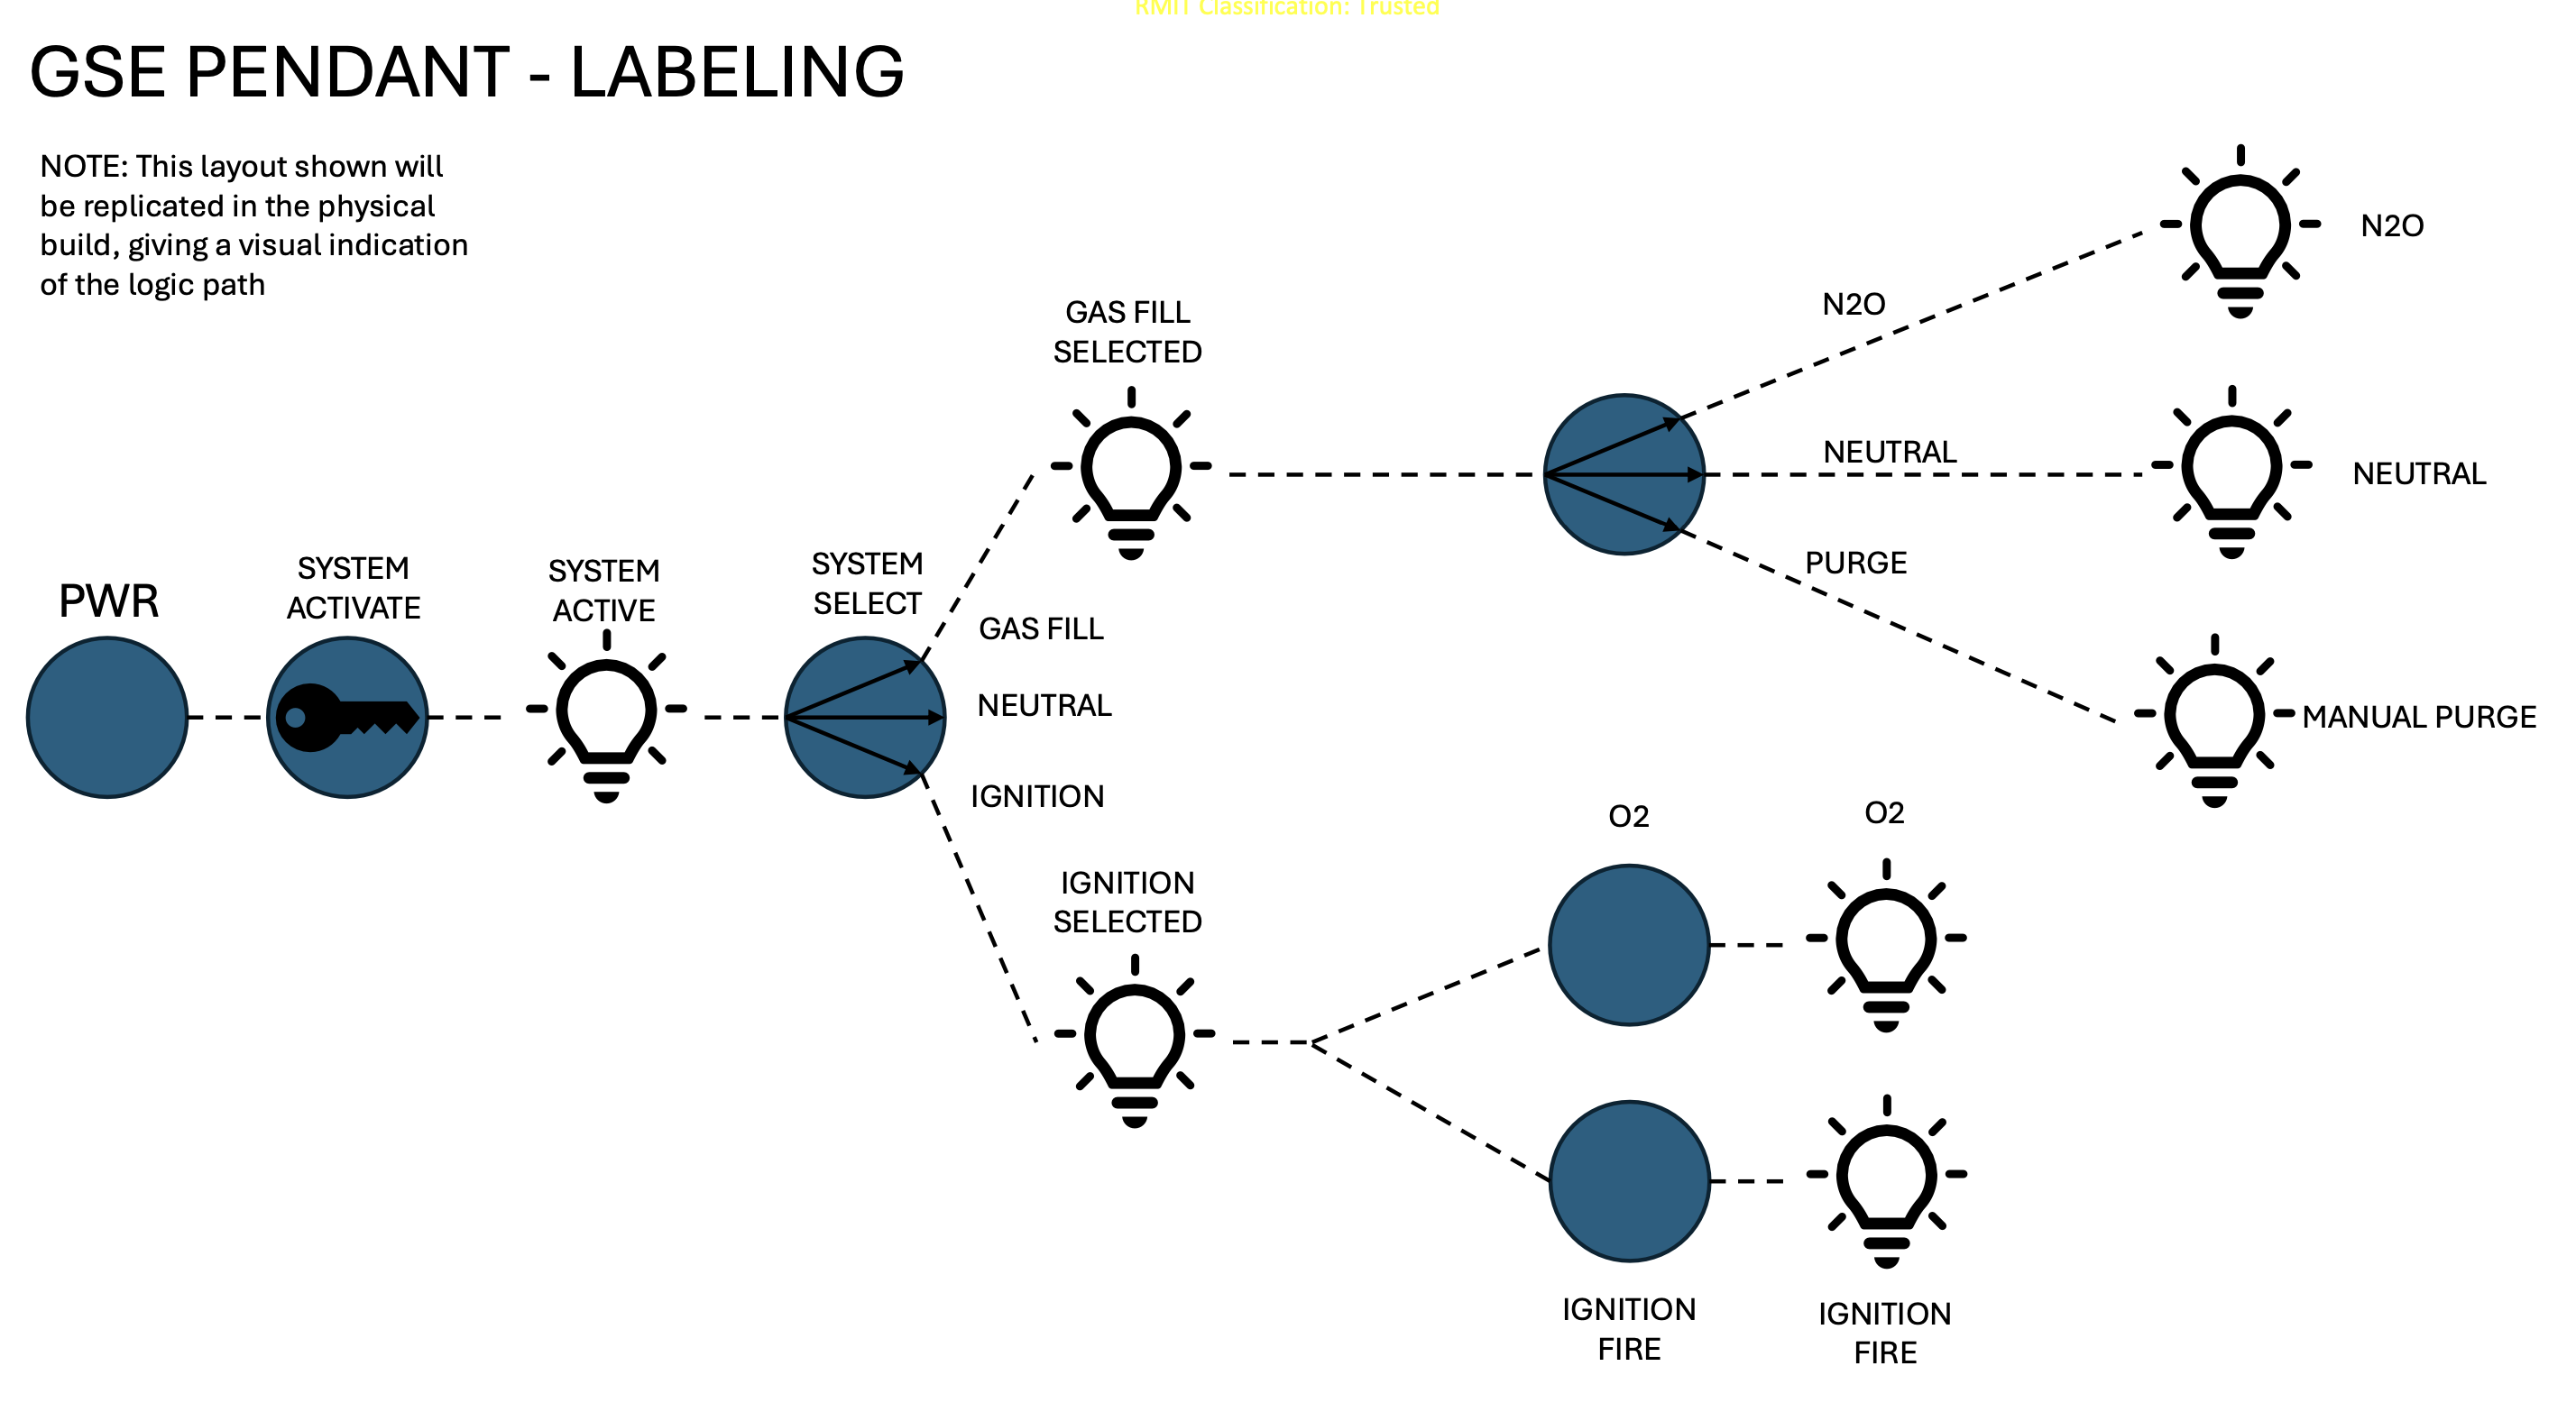 RMIT Classification: Trusted
GSE PENDANT - LABELING
NOTE: This layout shown will
be replicated in the physical
build, giving a visual indication
of the logic path
PWR
SYSTEM
ACTIVATE
SYSTEM
ACTIVE
SYSTEM
SELECT
GAS FILL
NEUTRAL
IGNITION
GAS FILL
SELECTED
N2O
NEUTRAL
PURGE
N2O
NEUTRAL
MANUAL PURGE
IGNITION
SELECTED
O2
O2
IGNITION
FIRE
IGNITION
FIRE